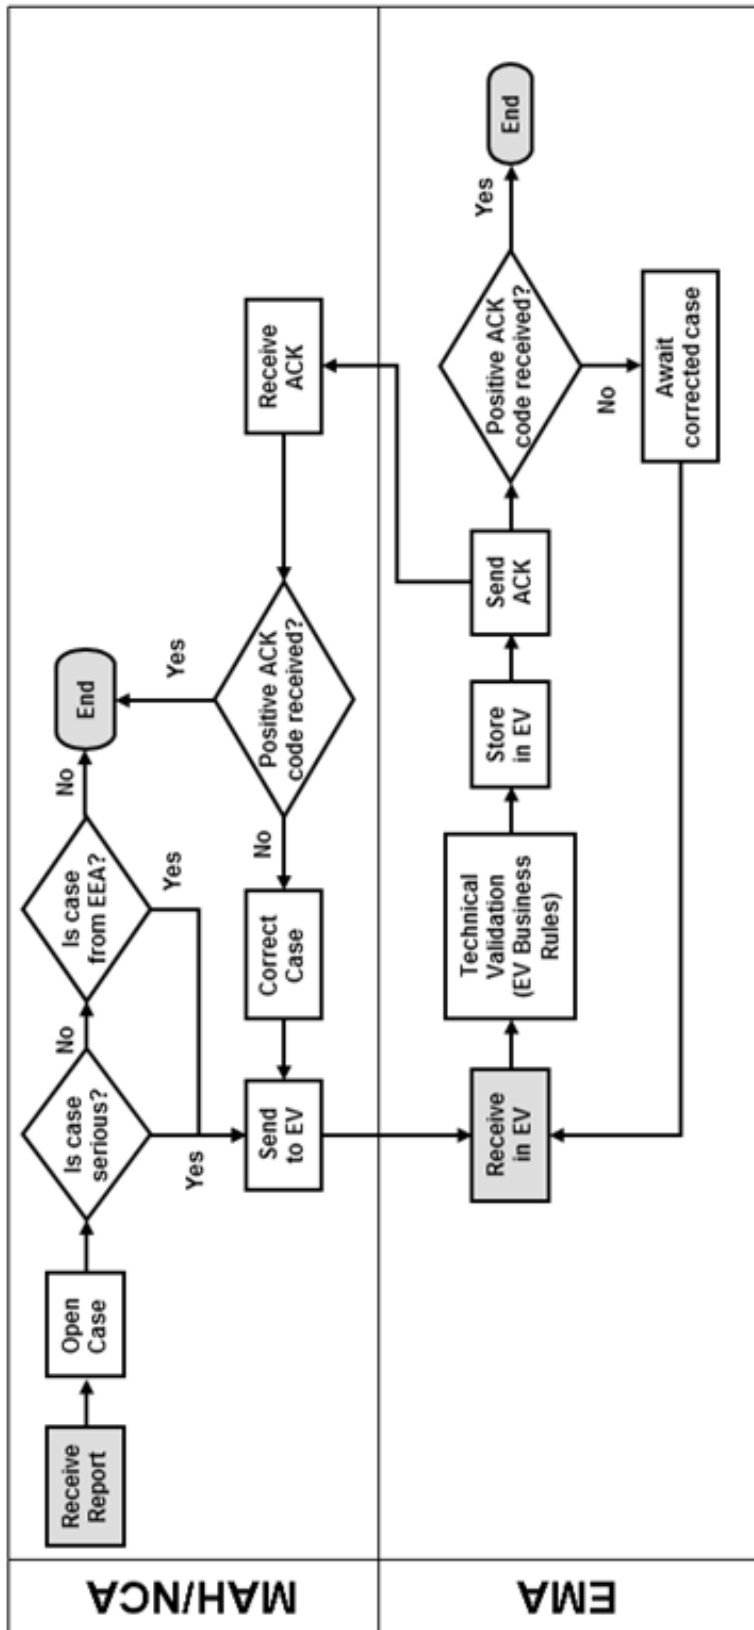 MAH/NCA
Receive
Report
Open
Case
Is case
serious?
No
Yes
Is case
from EEA?
No
Yes
End
Send
to EV
Correct
Case
No
Positive ACK
code received?
Yes
Receive
ACK
EMA
Receive
in EV
Technical
Validation
(EV Business
Rules)
Store
in EV
Send
ACK
Positive ACK
code received?
Yes
End
No
Await
corrected case